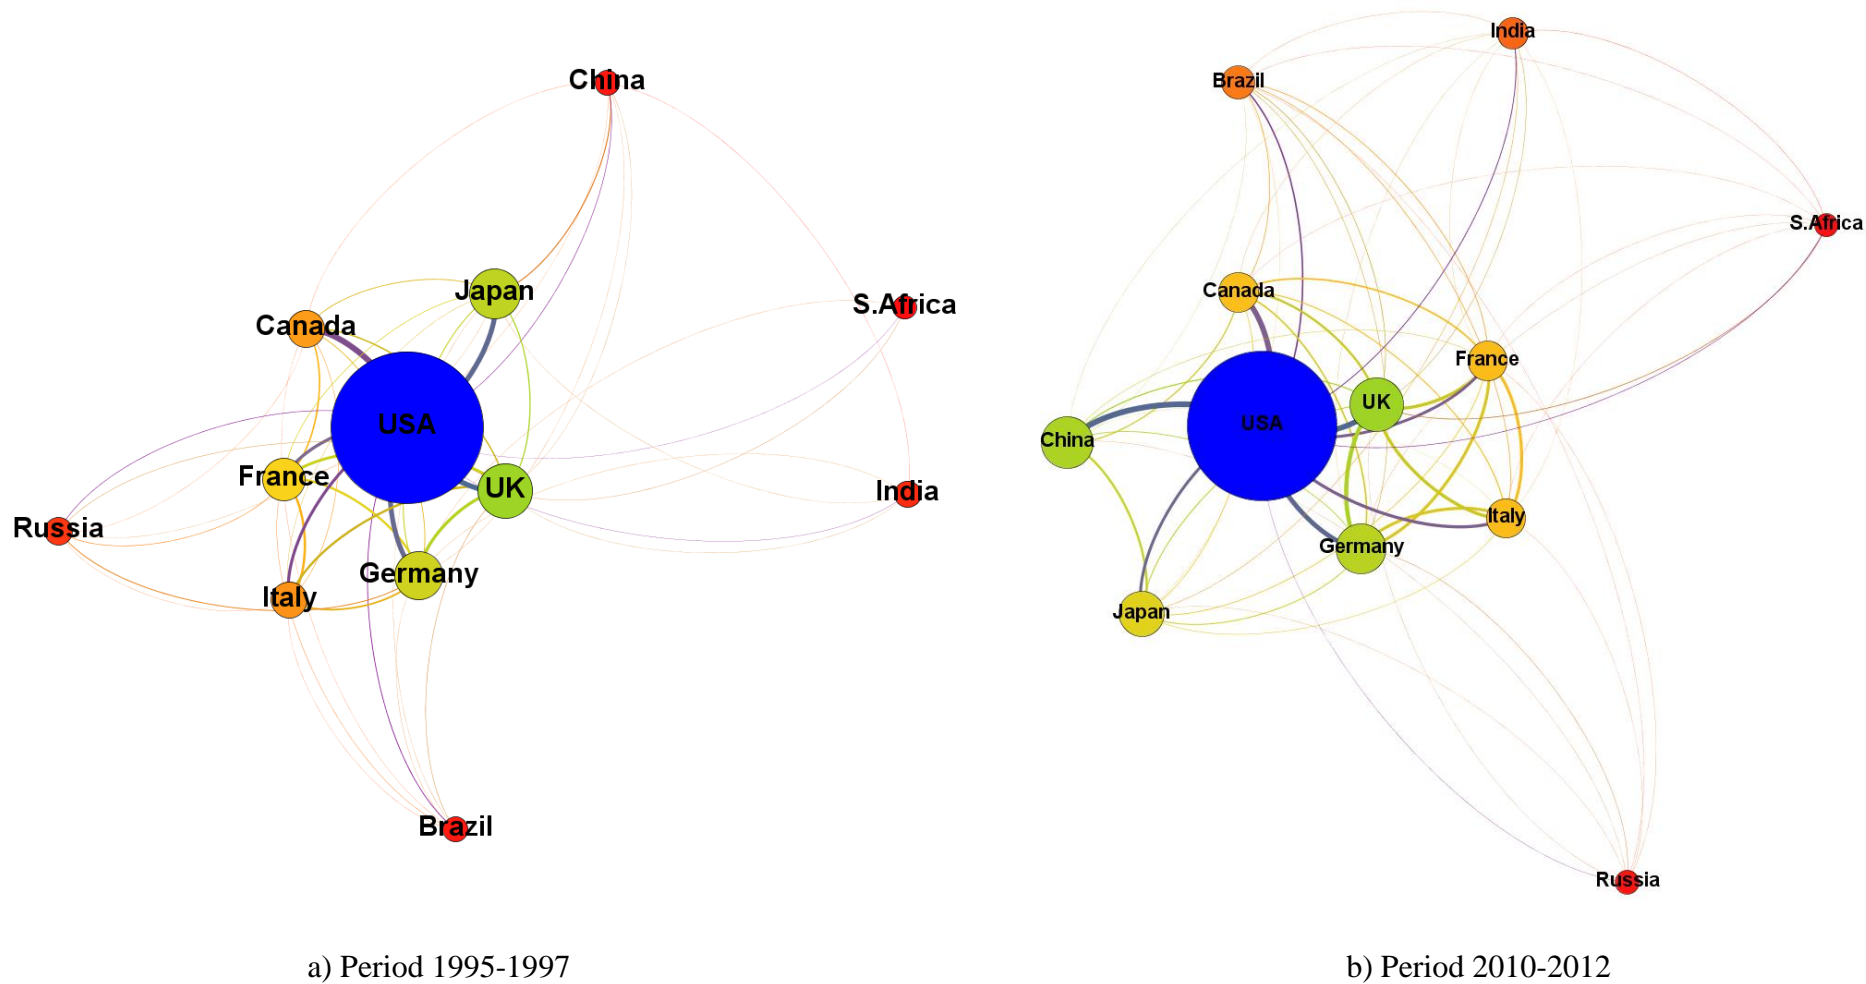 China
Japan
S.Africa
Canada
USA
France
UK
India
Russia
Germany
Italy
Brazil
a) Period 1995-1997
India
Brazil
S.Africa
Canada
France
UK
USA
China
Italy
Germany
Japan
Russia
b) Period 2010-2012